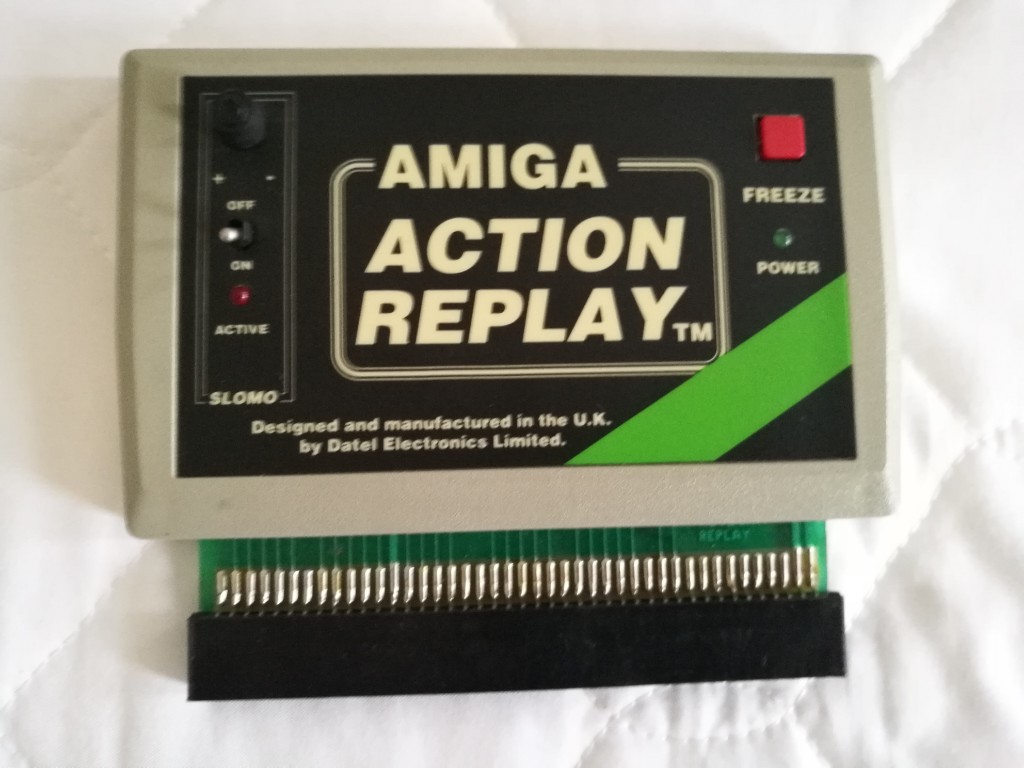 AMIGA
ACTION
REPLAY TM
+ -
OFF
ON
ACTIVE
SLOMO
FREEZE
POWER
Designed and manufactured in the U.K.
by Datel Electronics Limited.
REPLAY